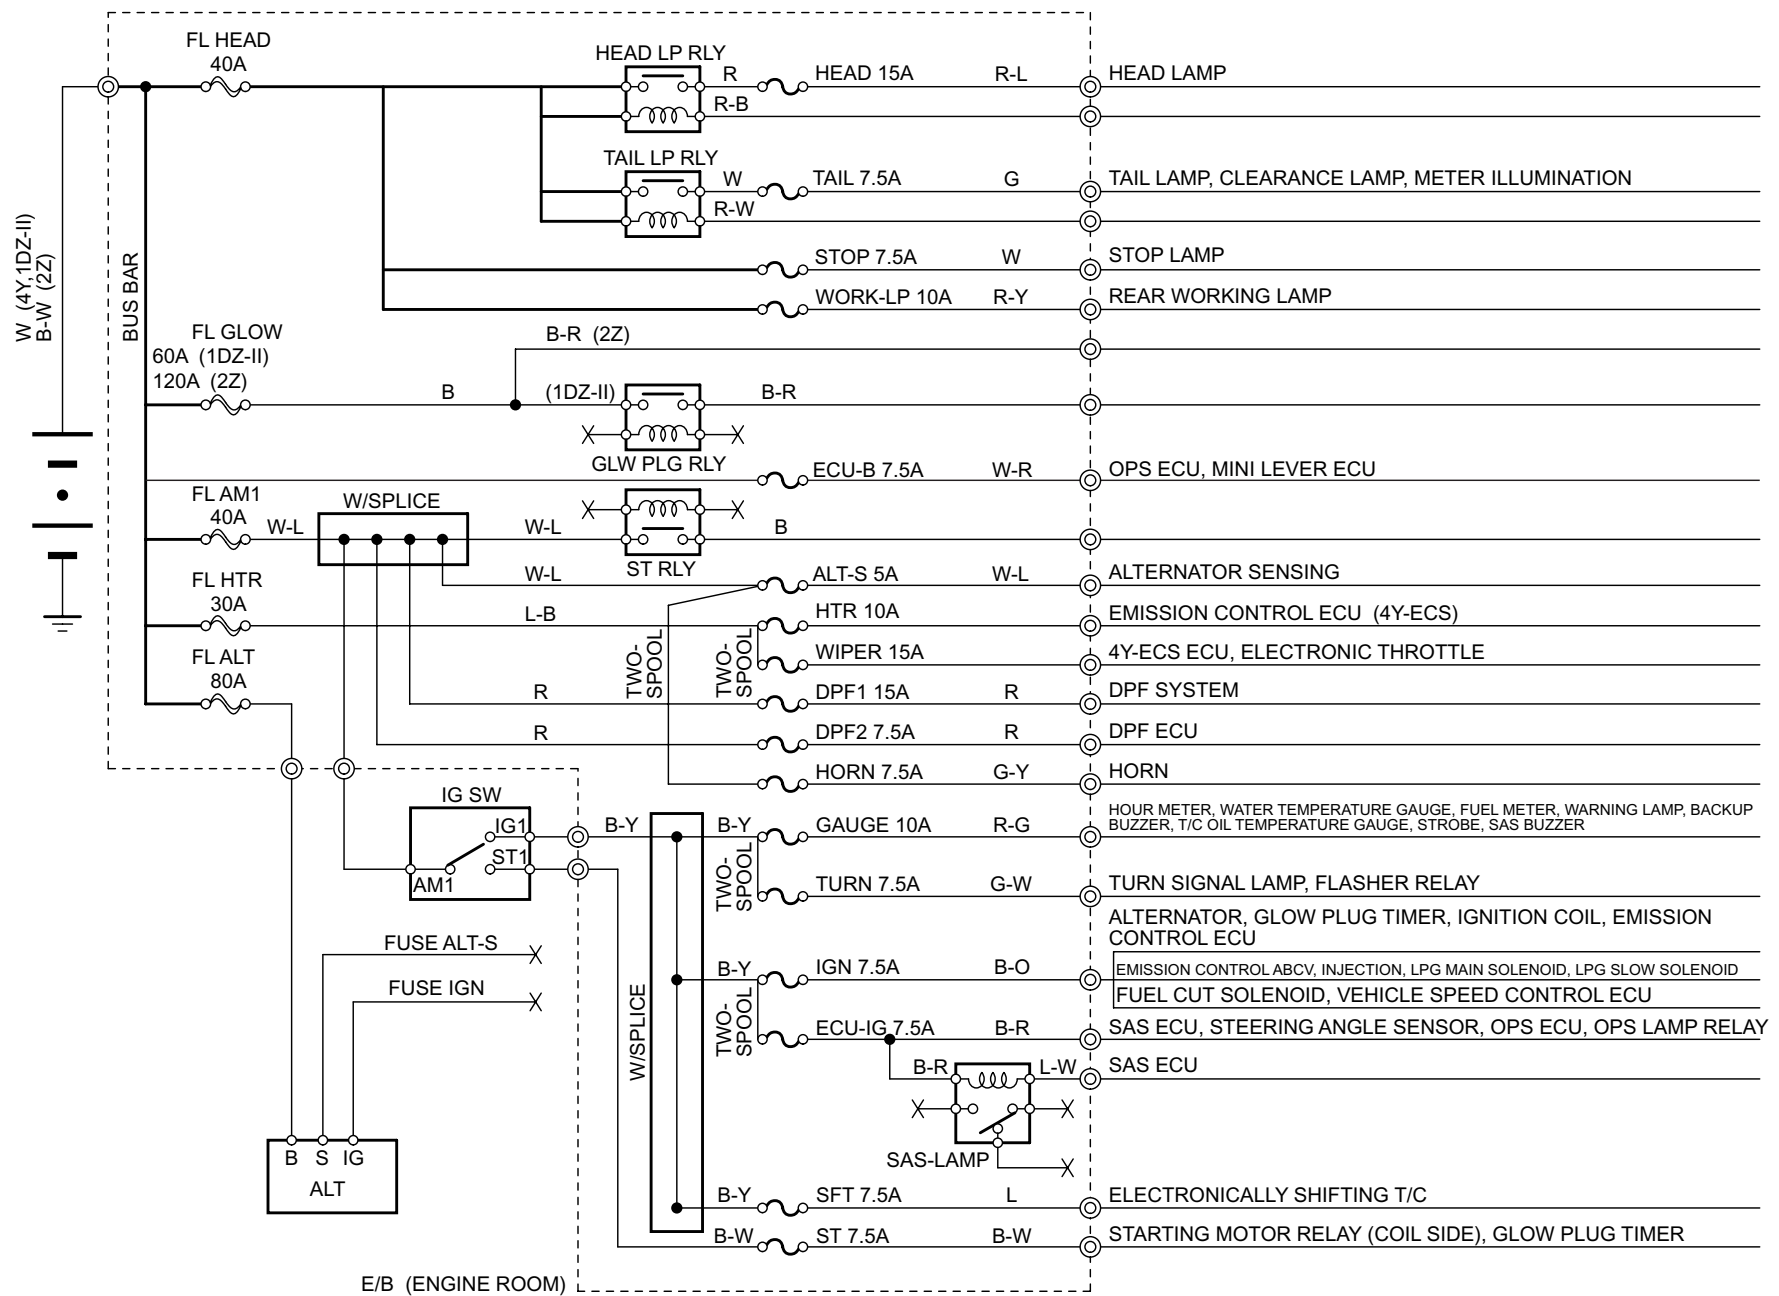 FL HEAD
40A
HEAD LP RLY
R
HEAD 15A
R-L
HEAD LAMP
R-B
TAIL LP RLY
W
TAIL 7.5A
G
TAIL LAMP, CLEARANCE LAMP, METER ILLUMINATION
R-W
STOP 7.5A
W
STOP LAMP
WORK-LP 10A
R-Y
REAR WORKING LAMP
W (4Y,1DZ-II)
B-W (2Z)
BUS BAR
FL GLOW
60A (1DZ-II)
120A (2Z)
B-R (2Z)
B
(1DZ-II)
B-R
GLW PLG RLY
ECU-B 7.5A
W-R
OPS ECU, MINI LEVER ECU
FL AM1
40A
W-L
W/SPLICE
W-L
B
ST RLY
W-L
ALT-S 5A
W-L
ALTERNATOR SENSING
FL HTR
30A
L-B
HTR 10A
EMISSION CONTROL ECU (4Y-ECS)
TWO-
SPOOL
TWO-
SPOOL
WIPER 15A
4Y-ECS ECU, ELECTRONIC THROTTLE
FL ALT
80A
R
DPF1 15A
R
DPF SYSTEM
R
DPF2 7.5A
R
DPF ECU
HORN 7.5A
G-Y
HORN
IG SW
IG1
ST1
AM1
B-Y
B-Y
GAUGE 10A
R-G
HOUR METER, WATER TEMPERATURE GAUGE, FUEL METER, WARNING LAMP, BACKUP
BUZZER, T/C OIL TEMPERATURE GAUGE, STROBE, SAS BUZZER
TWO-
SPOOL
TURN 7.5A
G-W
TURN SIGNAL LAMP, FLASHER RELAY
ALTERNATOR, GLOW PLUG TIMER, IGNITION COIL, EMISSION
CONTROL ECU
FUSE ALT-S
FUSE IGN
W/SPLICE
B-Y
IGN 7.5A
B-O
EMISSION CONTROL ABCV, INJECTION, LPG MAIN SOLENOID, LPG SLOW SOLENOID
FUEL CUT SOLENOID, VEHICLE SPEED CONTROL ECU
TWO-
SPOOL
ECU-IG 7.5A
B-R
SAS ECU, STEERING ANGLE SENSOR, OPS ECU, OPS LAMP RELAY
B-R
L-W
SAS ECU
SAS-LAMP
B
S
IG
ALT
B-Y
SFT 7.5A
L
ELECTRONICALLY SHIFTING T/C
B-W
ST 7.5A
B-W
STARTING MOTOR RELAY (COIL SIDE), GLOW PLUG TIMER
E/B (ENGINE ROOM)